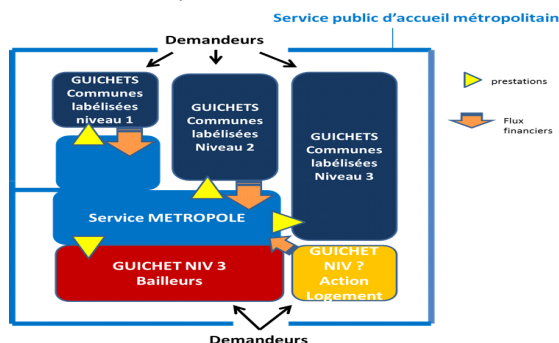 Service public d'accueil métropolitain
Demandeurs
GUICHETS
Communes
labélisées
niveau 1
GUICHETS
Communes
labélisées
Niveau 2
GUICHETS
Communes
labélisées
Niveau 3
prestations
Flux
financiers
Service METROPOLE
GUICHET NIV 3
Bailleurs
GUICHET
NIV ?
Action
Logement
Demandeurs